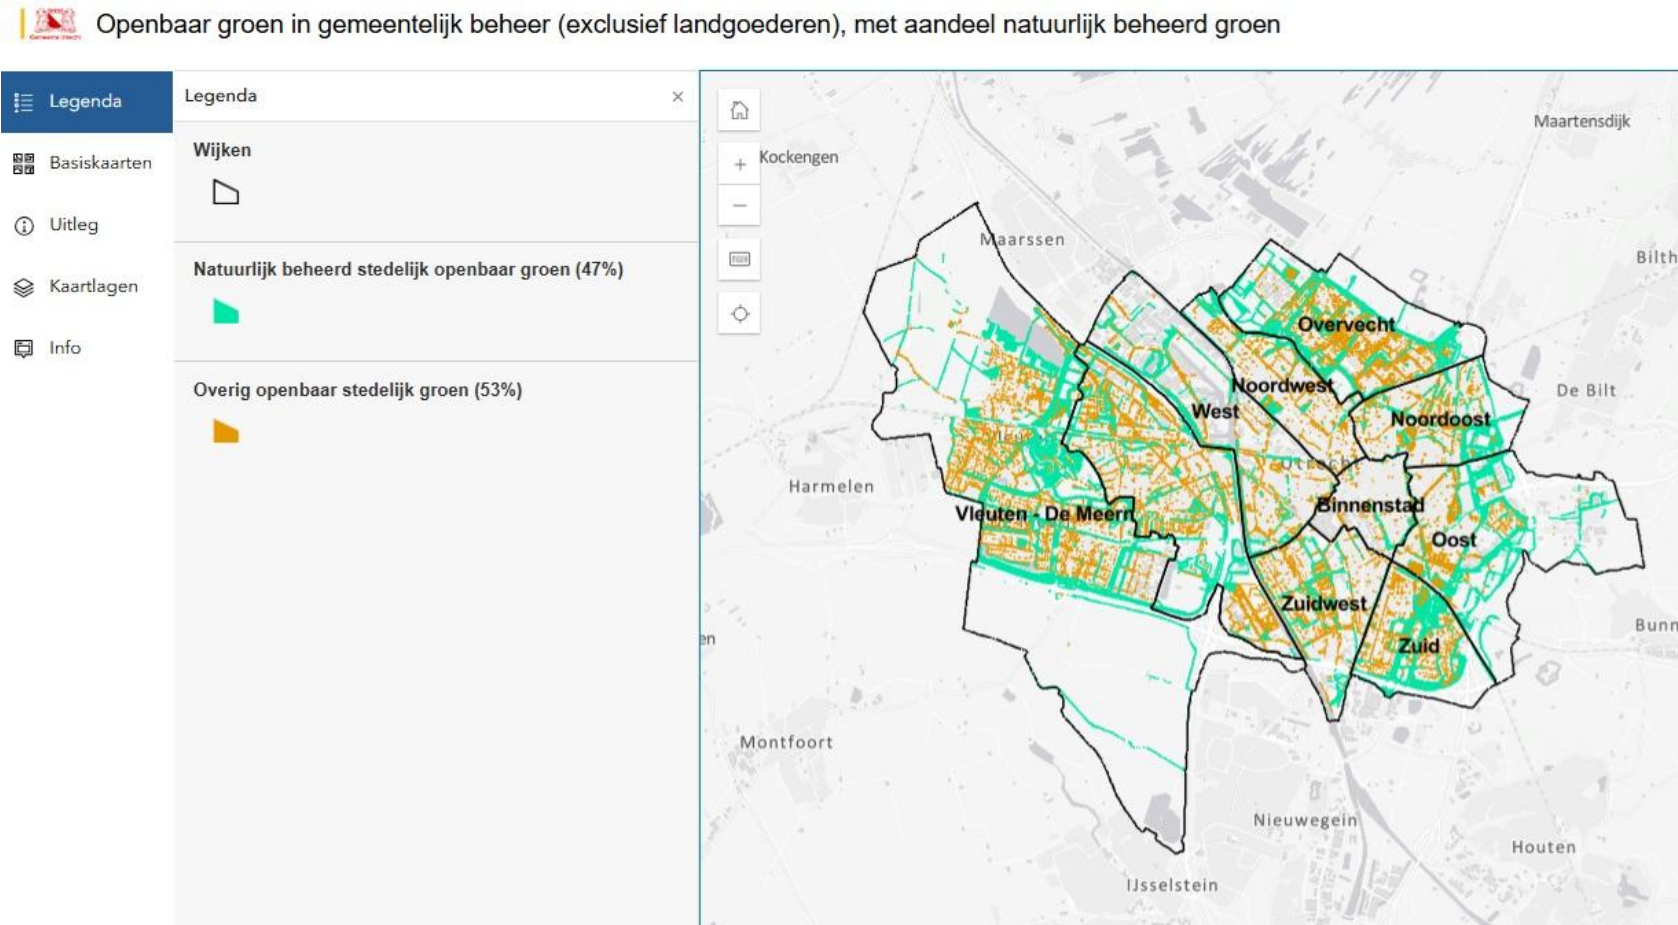 Openbaar groen in gemeentelijk beheer (exclusief landgoederen), met aandeel natuurlijk beheerd groen
Legenda
Basiskaarten
Uitleg
Kaartlagen
Info
Legenda
Wijken
Natuurlijk beheerd stedelijk openbaar groen (47%)
Overig openbaar stedelijk groen (53%)
Maartensdijk
Kockengen
Maarssen
Bilth
Overvecht
De Bilt
Noordwest
West
Noordoost
Utrecht
Harmelen
Binnenstad
Vleuten - De Meern
Oost
Zuidwest
Bunn
en
Zuid
Montfoort
Nieuwegein
Houten
IJsselstein